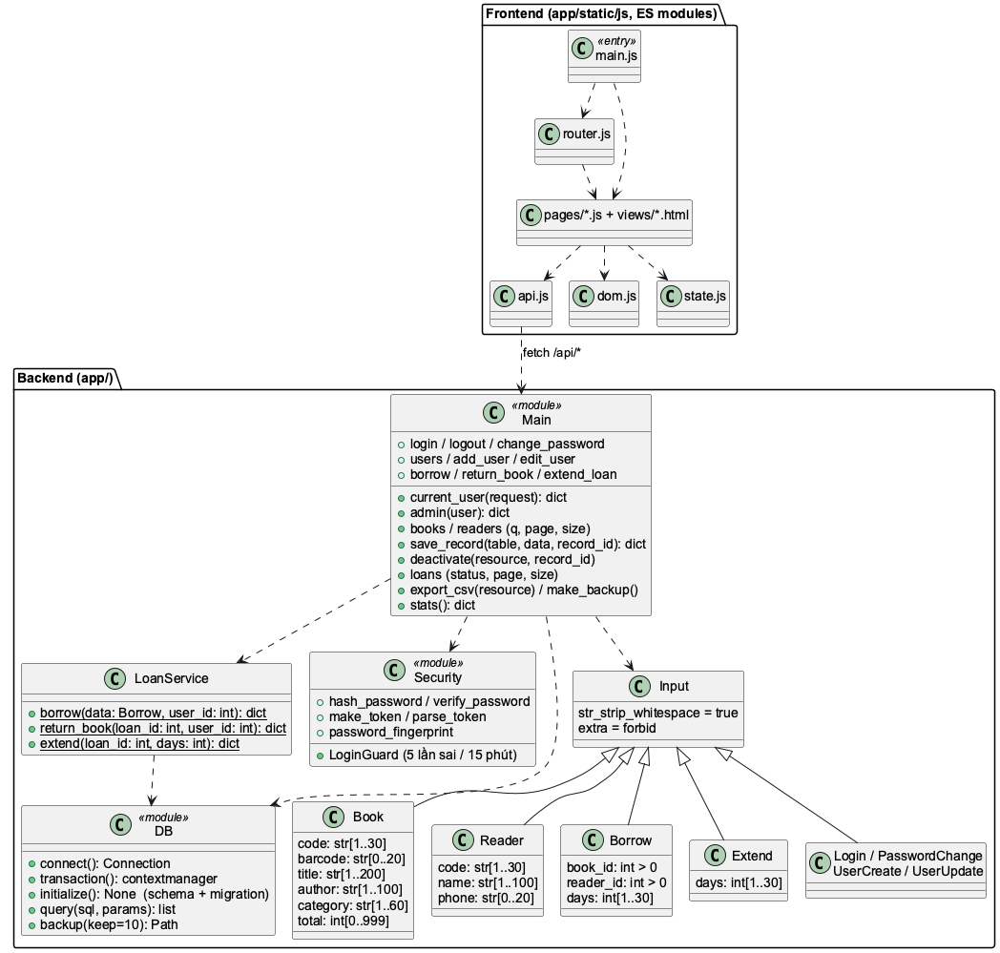 Frontend (app/static/js, ES modules)
C «entry»
main.js
C router.js
C pages/*.js + views/*.html
C api.js
C dom.js
C state.js
fetch /api/*
Backend (app/)
C «module»
Main
login / logout / change_password
users / add_user / edit_user
borrow / return_book / extend_loan
current_user(request): dict
admin(user): dict
books / readers (q, page, size)
save_record(table, data, record_id): dict
deactivate(resource, record_id)
loans (status, page, size)
export_csv(resource) / make_backup()
stats(): dict
C LoanService
borrow(data: Borrow, user_id: int): dict
return_book(loan_id: int, user_id: int): dict
extend(loan_id: int, days: int): dict
C «module»
Security
hash_password / verify_password
make_token / parse_token
password_fingerprint
LoginGuard (5 lần sai / 15 phút)
C Input
str_strip_whitespace = true
extra = forbid
C «module»
DB
connect(): Connection
transaction(): contextmanager
initialize(): None (schema + migration)
query(sql, params): list
backup(keep=10): Path
C Book
code: str[1..30]
barcode: str[0..20]
title: str[1..200]
author: str[1..100]
category: str[1..60]
total: int[0..999]
C Reader
code: str[1..30]
name: str[1..100]
phone: str[0..20]
C Borrow
book_id: int > 0
reader_id: int > 0
days: int[1..30]
C Extend
days: int[1..30]
C Login / PasswordChange
UserCreate / UserUpdate